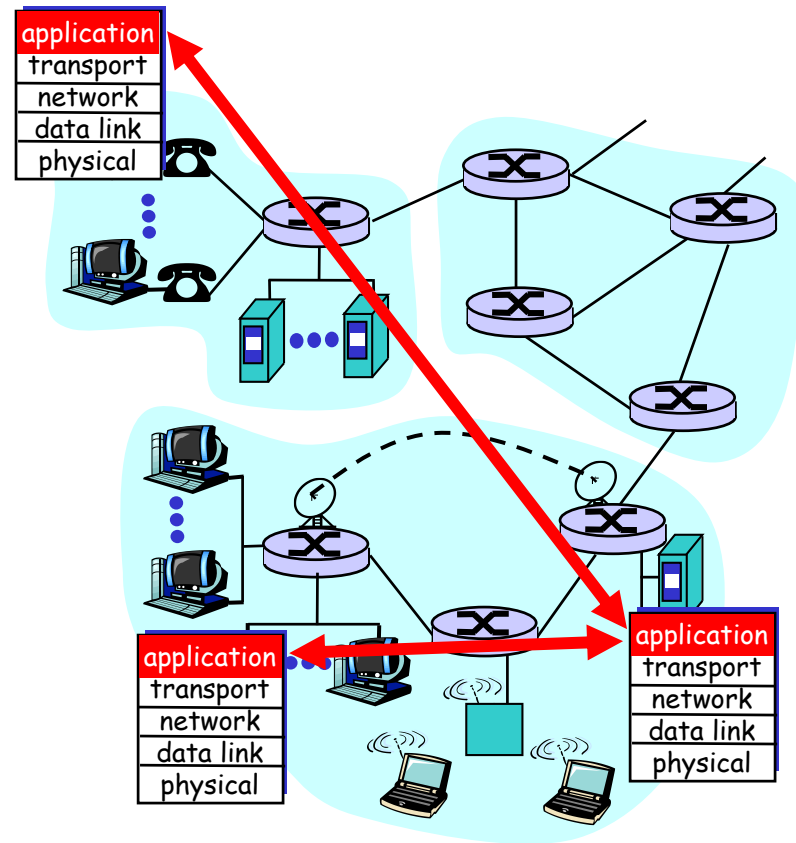 application
transport
network
data link
physical
application
transport
network
data link
physical
application
transport
network
data link
physical